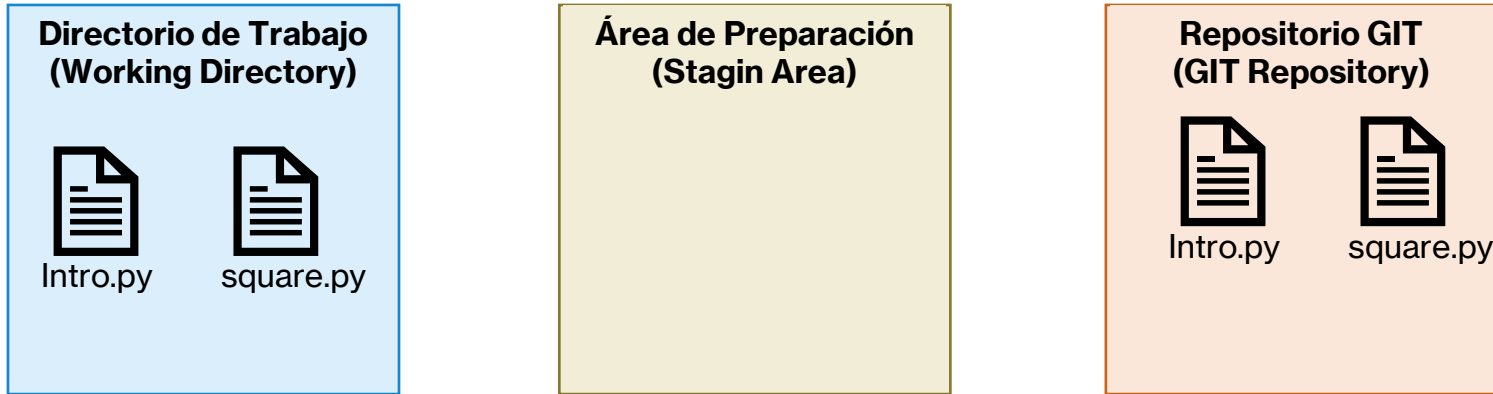 Directorio de Trabajo
(Working Directory)
Intro.py
square.py
Área de Preparación
(Stagin Area)
Repositorio GIT
(GIT Repository)
Intro.py
square.py